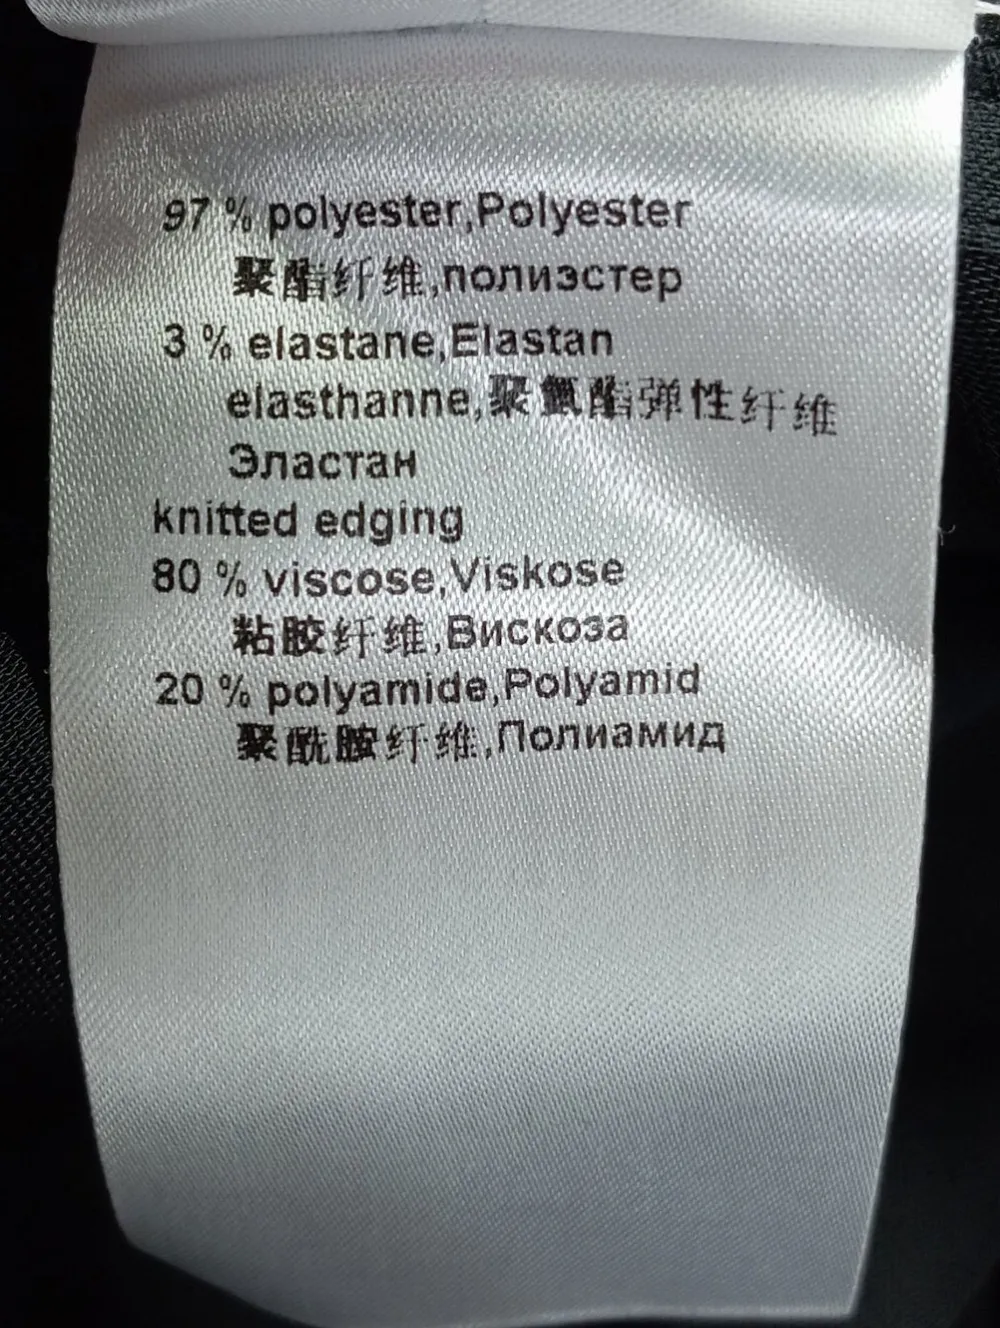 97 % polyester,Polyester
聚酯纤维,полиэстер
3 % elastane,Elastan
elasthanne,聚氨酯弹性纤维
Эластан
knitted edging
80 % viscose,Viskose
粘胶纤维,Вискоза
20 % polyamide,Polyamid
聚酰胺纤维,Полиамид